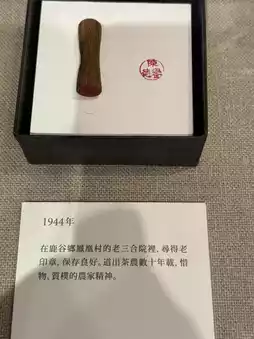 1944年
在鹿谷鄉鳳凰村的老三合院裡，尋得老
印章，保存良好。道出茶農數十年載，惜
物、質樸的農家精神。